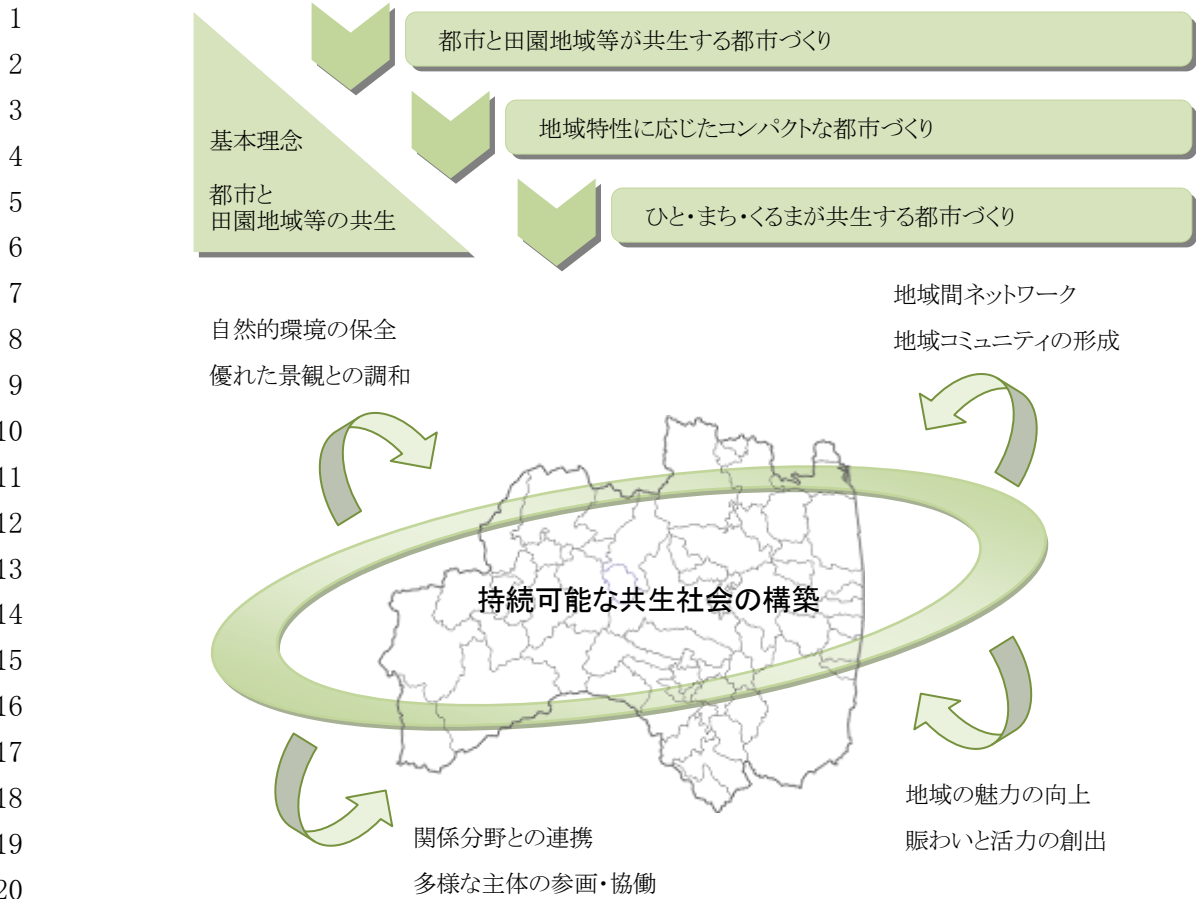 1
2
3
4
5
6
7
8
9
10
11
12
13
14
15
16
17
18
19
20
都市と田園地域等が共生する都市づくり
地域特性に応じたコンパクトな都市づくり
ひと・まち・くるまが共生する都市づくり
基本理念
都市と
田園地域等の共生
自然的環境の保全
優れた景観との調和
地域間ネットワーク
地域コミュニティの形成
持続可能な共生社会の構築
関係分野との連携
多様な主体の参画・協働
地域の魅力の向上
賑わいと活力の創出